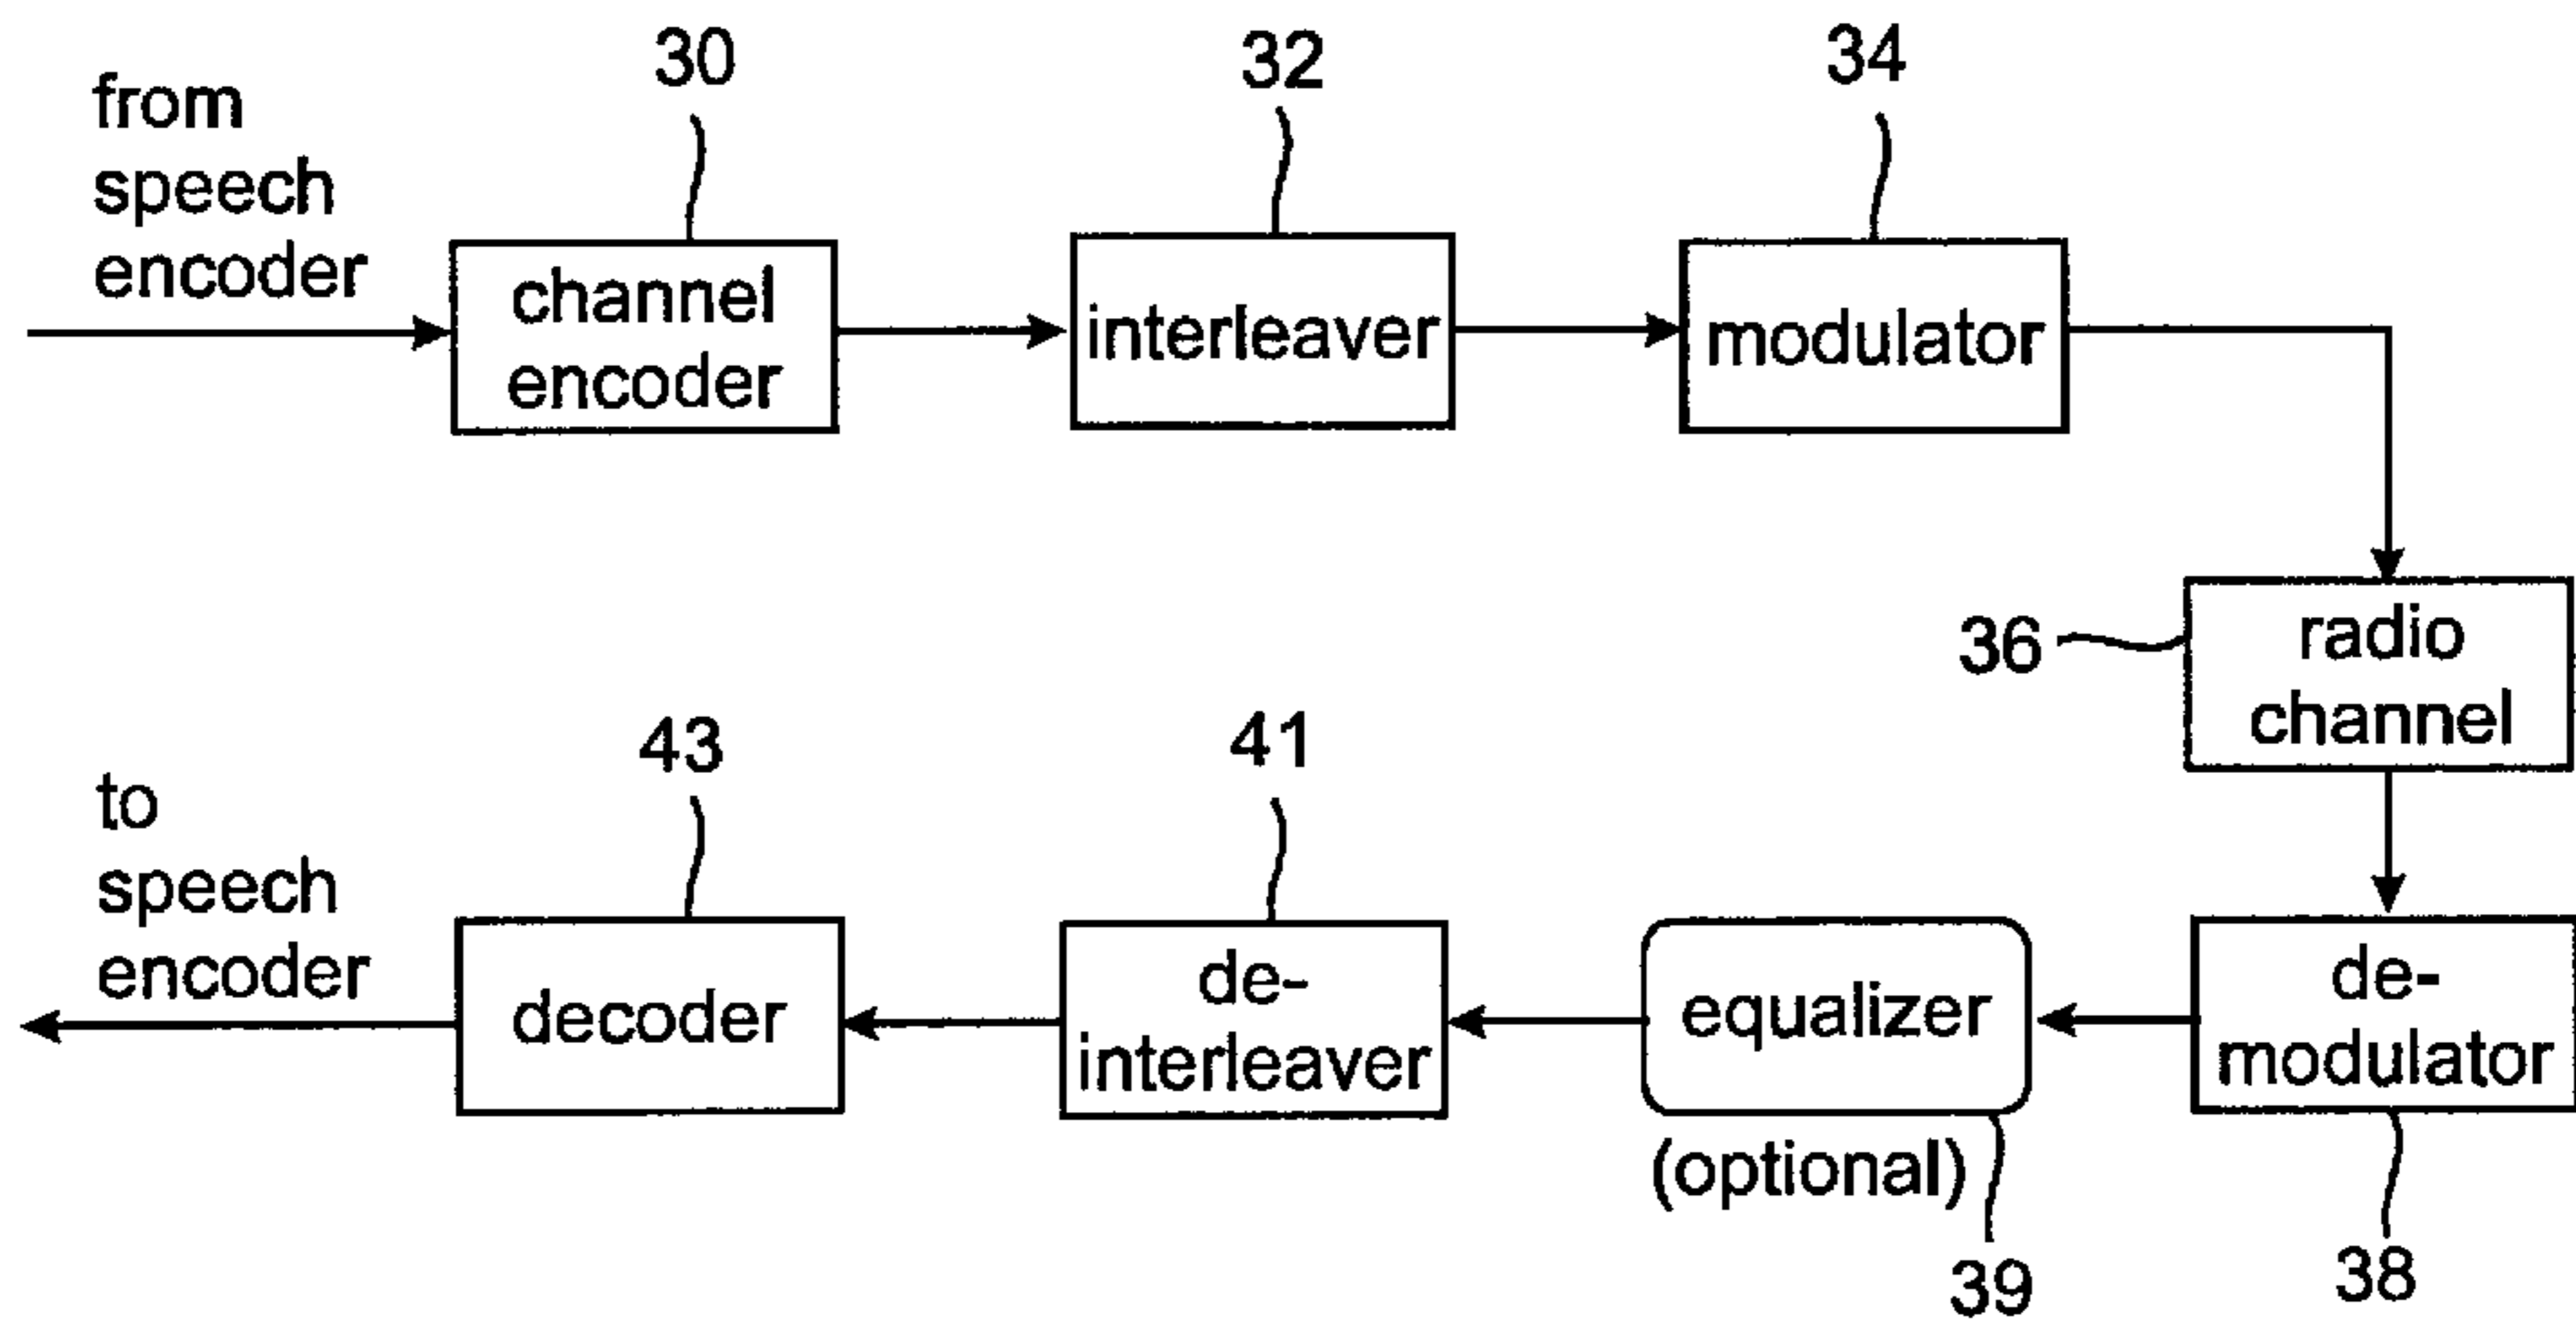 30
32
34
from
speech
encoder
channel
encoder
interleaver
modulator
36
radio
channel
43
41
to
speech
encoder
decoder
de-
interleaver
equalizer
(optional)
de-
modulator
39
38